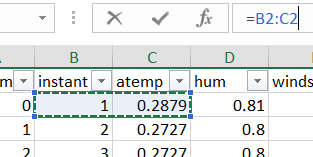 fx =B2:C2
A B C D
m instant atemp hum winds
0 1 0.2879 0.81
1 2 0.2727 0.8
2 3 0.2727 0.8